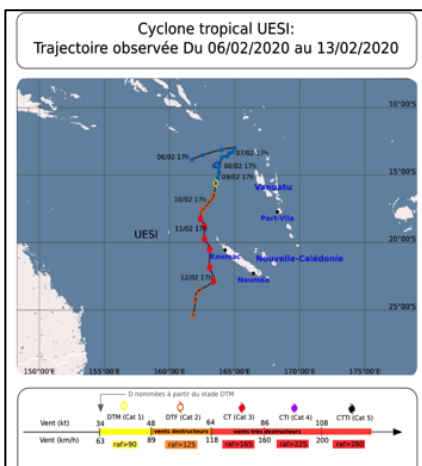 Cyclone tropical UESI:
Trajectoire observée Du 06/02/2020 au 13/02/2020
10°00'S
07/02 17h
06/02 17h
08/02 17h
15°00'S
09/02 17h
Vanuatu
10/02 17h
Port-Vila
11/02 17h
UESI
20°00'S
Koumac
Nouvelle-Calédonie
12/02 17h
Nouméa
25°00'S
150°00'E 155°00'E 160°00'E 165°00'E 170°00'E 175°00'E
D nommées à partir du stade DTM
DTM (Cat 1) DTF (Cat 2) CT (Cat 3) CTI (Cat 4) CTTI (Cat 5)
Vent (kt) 34 48 64 86 108
vents destructeurs vents très destructeurs
Vent (km/h) 63 89 118 160 200
raf>90 raf>125 raf>165 raf>225 raf>280